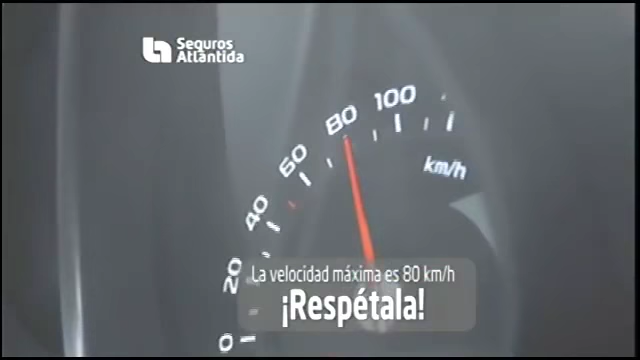 Seguros
Atlántida
100
80
60
km/h
40
20
0
La velocidad máxima es 80 km/h
¡Respétala!